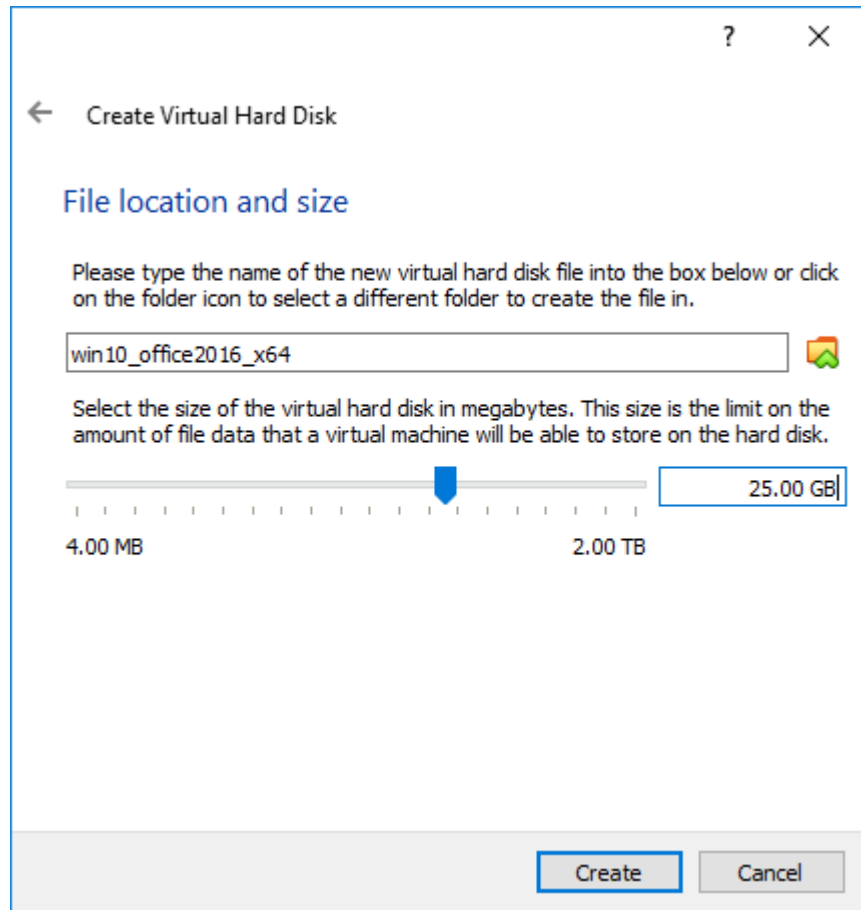 ?
Create Virtual Hard Disk
File location and size
Please type the name of the new virtual hard disk file into the box below or click
on the folder icon to select a different folder to create the file in.
win10_office2016_x64
Select the size of the virtual hard disk in megabytes. This size is the limit on the
amount of file data that a virtual machine will be able to store on the hard disk.
25.00 GB
4.00 MB 2.00 TB
Create Cancel